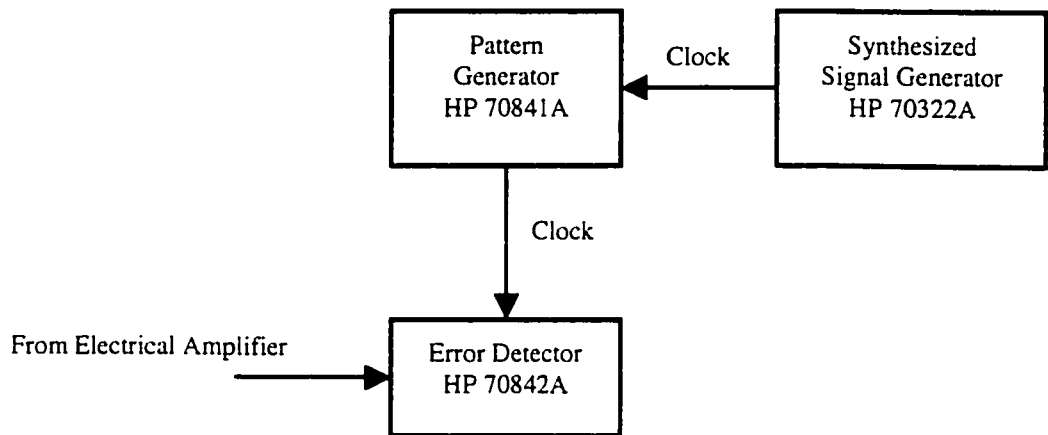 Pattern
Generator
HP 70841A
Clock
Synthesized
Signal Generator
HP 70322A
Clock
From Electrical Amplifier
Error Detector
HP 70842A